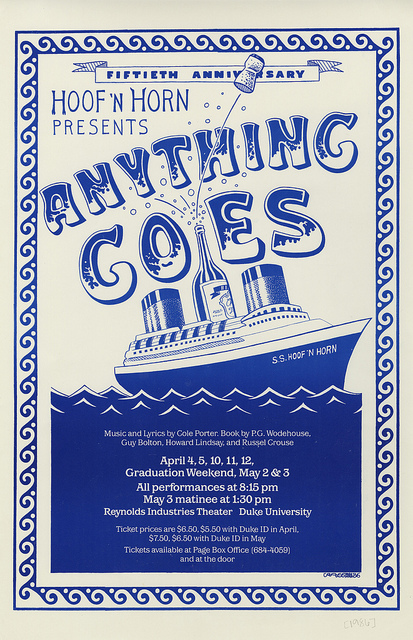 FIFTIETH ANNIVERSARY
HOOF 'N HORN
PRESENTS
ANYTHING
GOES
S.S. HOOF 'N HORN
Music and Lyrics by Cole Porter. Book by P.G. Wodehouse,
Guy Bolton, Howard Lindsay, and Russel Crouse
April 4, 5, 10, 11, 12,
Graduation Weekend, May 2 & 3
All performances at 8:15 pm
May 3 matinee at 1:30 pm
Reynolds Industries Theater Duke University
Ticket prices are $6.50, $5.50 with Duke ID in April,
$7.50, $6.50 with Duke ID in May
Tickets available at Page Box Office (684-4059)
and at the door
[1986]